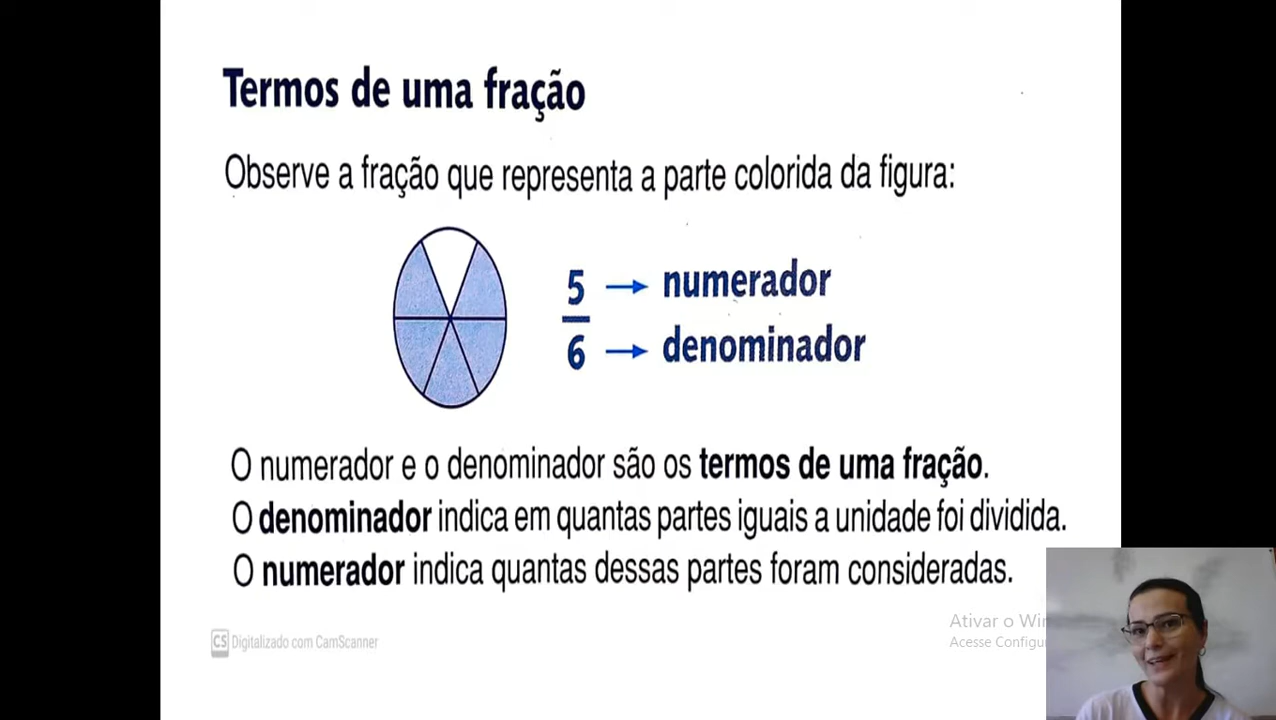 Termos de uma fração
Observe a fração que representa a parte colorida da figura:
5 → numerador
6 → denominador
O numerador e o denominador são os termos de uma fração.
O denominador indica em quantas partes iguais a unidade foi dividida.
O numerador indica quantas dessas partes foram consideradas.
CS Digitalizado com CamScanner
Ativar o
Acesse